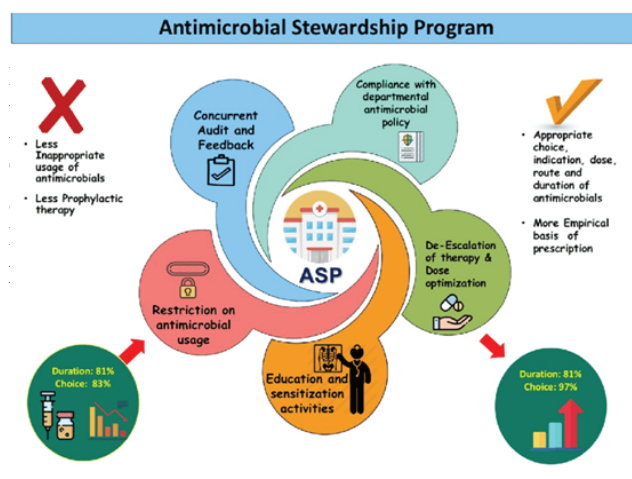 Antimicrobial Stewardship Program
• Less
Inappropriate
usage of
antimicrobials
• Less Prophylactic
therapy
Concurrent
Audit and
Feedback
Compliance with
departmental
antimicrobial
policy
• Appropriate
choice,
indication, dose,
route and
duration of
antimicrobials
• More Empirical
basis of
prescription
ASP
De-Escalation
of therapy &
Dose
optimization
Restriction on
antimicrobial
usage
Education and
sensitization
activities
Duration: 81%
Choice: 83%
Duration: 81%
Choice: 97%